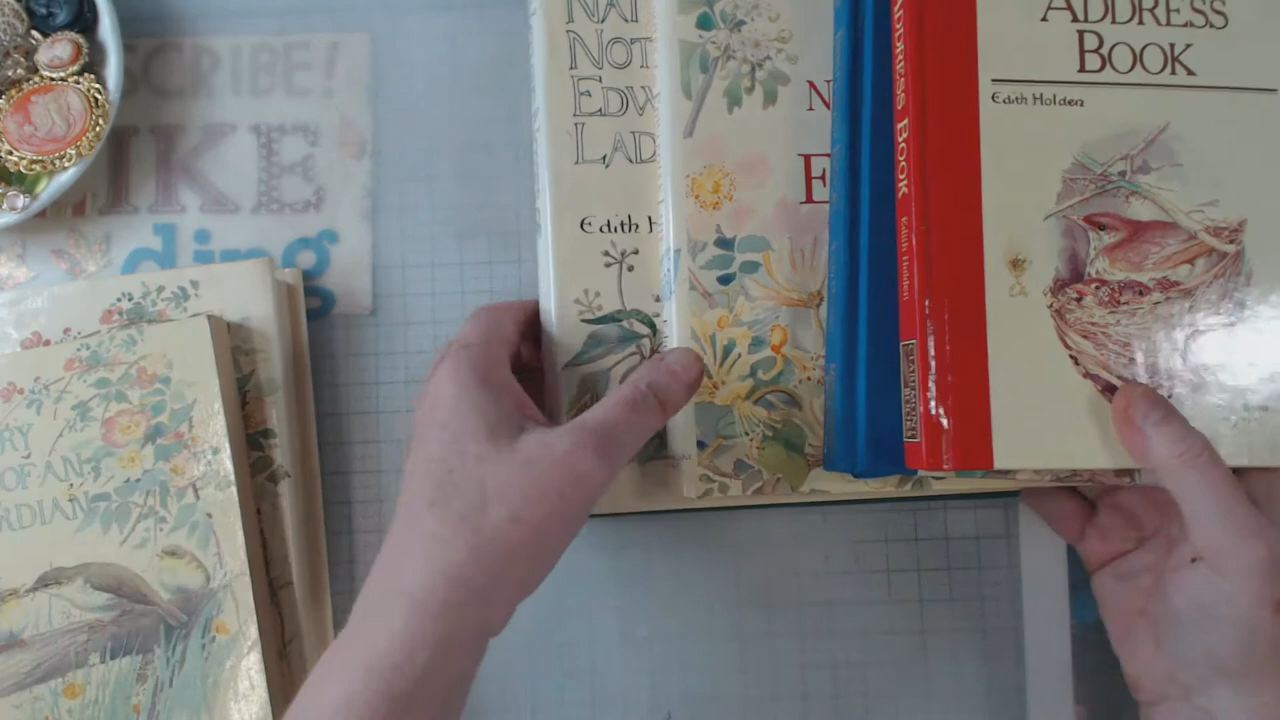 SCRIBE!
IKE
ding
RY
OF AN
RDIAN
NAT
NOT
EDW
LAD
Edith H
N
E
ADDRESS BOOK
Edith Holden
ADDRESS
BOOK
Edith Holden